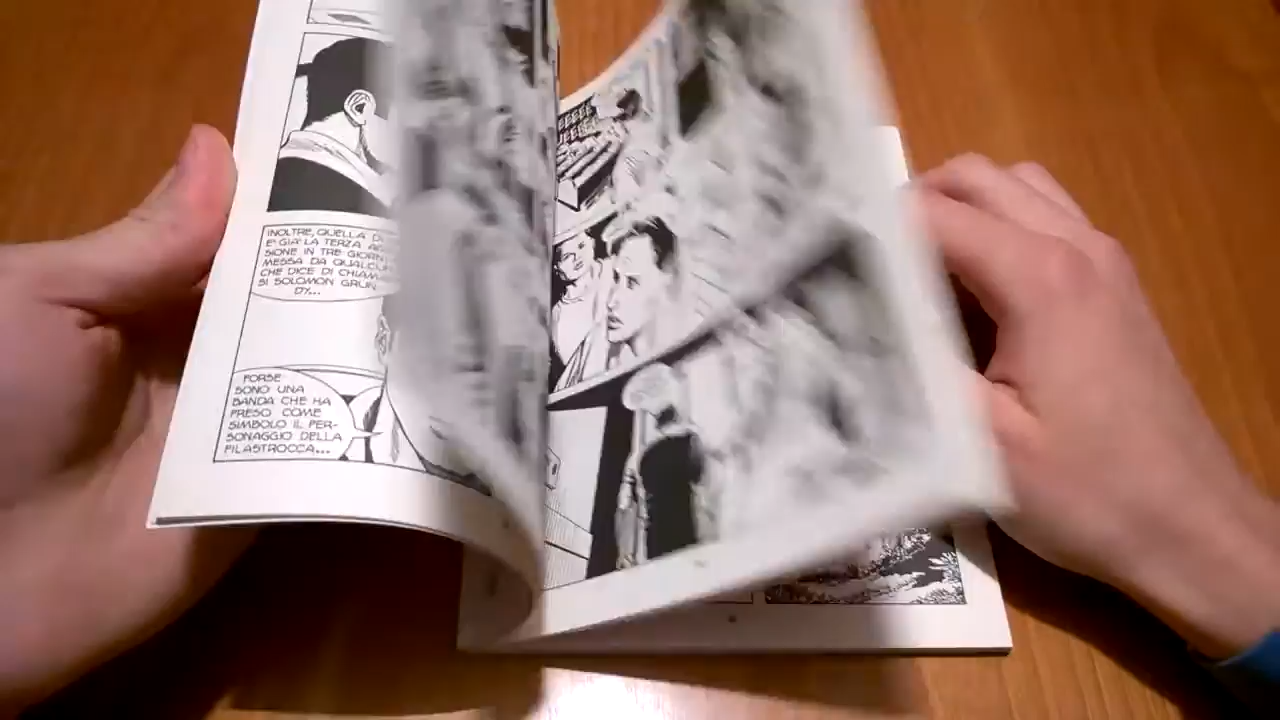 INOLTRE, QUELLA DI
E' GIÀ LA TERZA
SIONE IN TRE GIORN
MESSA DA QUALCU
CHE DICE DI CHIAM
SI SOLOMON GRUN-
DY...
FORSE
SONO UNA
BANDA CHE HA
PRESO COME
SIMBOLO IL PER-
SONAGGIO DELLA
FILASTROCCA...